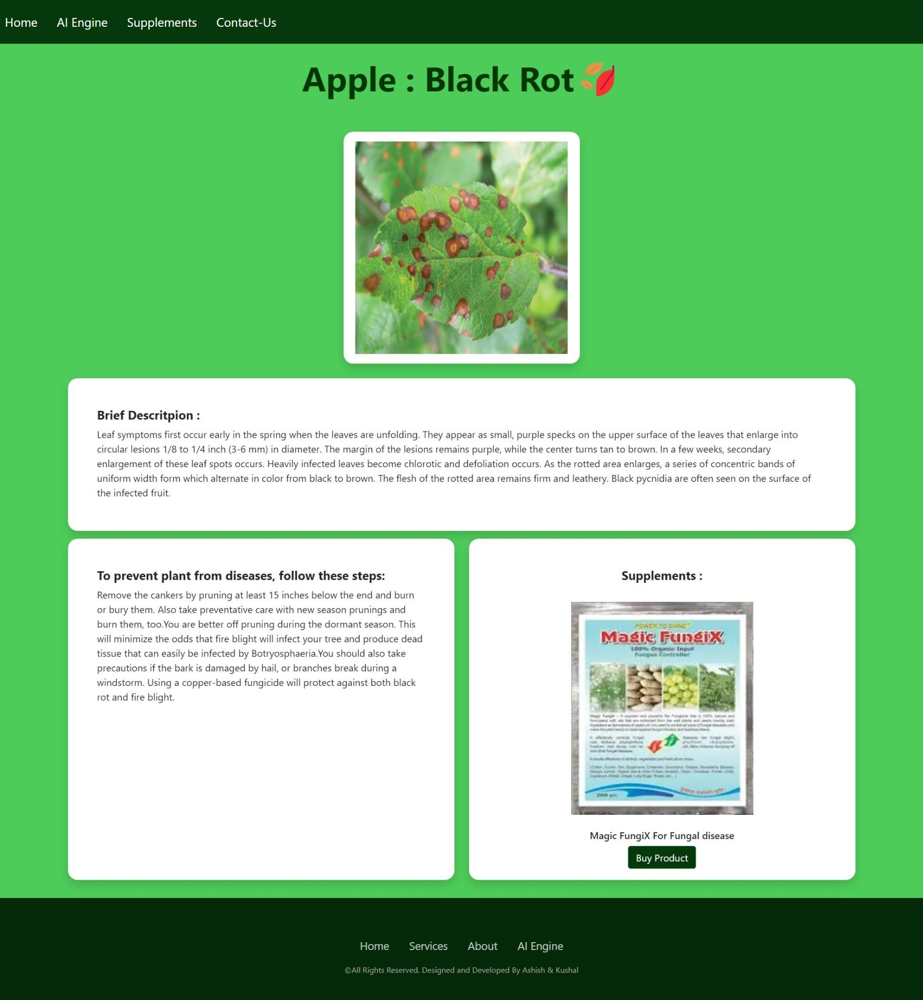 Home AI Engine Supplements Contact-Us
Apple : Black Rot
Brief Descritpion :
Leaf symptoms first occur early in the spring when the leaves are unfolding. They appear as small, purple specks on the upper surface of the leaves that enlarge into
circular lesions 1/8 to 1/4 inch (3-6 mm) in diameter. The margin of the lesions remains purple, while the center turns tan to brown. In a few weeks, secondary
enlargement of these leaf spots occurs. Heavily infected leaves become chlorotic and defoliation occurs. As the rotted area enlarges, a series of concentric bands of
uniform width form which alternate in color from black to brown. The flesh of the rotted area remains firm and leathery. Black pycnidia are often seen on the surface of
the infected fruit.
To prevent plant from diseases, follow these steps:
Remove the cankers by pruning at least 15 inches below the end and burn
or bury them. Also take preventative care with new season prunings and
burn them, too.You are better off pruning during the dormant season. This
will minimize the odds that fire blight will infect your tree and produce dead
tissue that can easily be infected by Botryosphaeria.You should also take
precautions if the bark is damaged by hail, or branches break during a
windstorm. Using a copper-based fungicide will protect against both black
rot and fire blight.
Supplements :
POWER TO SHINE
Magic FungiX
100% Organic Input
Fungus Controller
200 gm
Magic FungiX For Fungal disease
Buy Product
Home Services About AI Engine
©All Rights Reserved. Designed and Developed By Ashish & Kushal